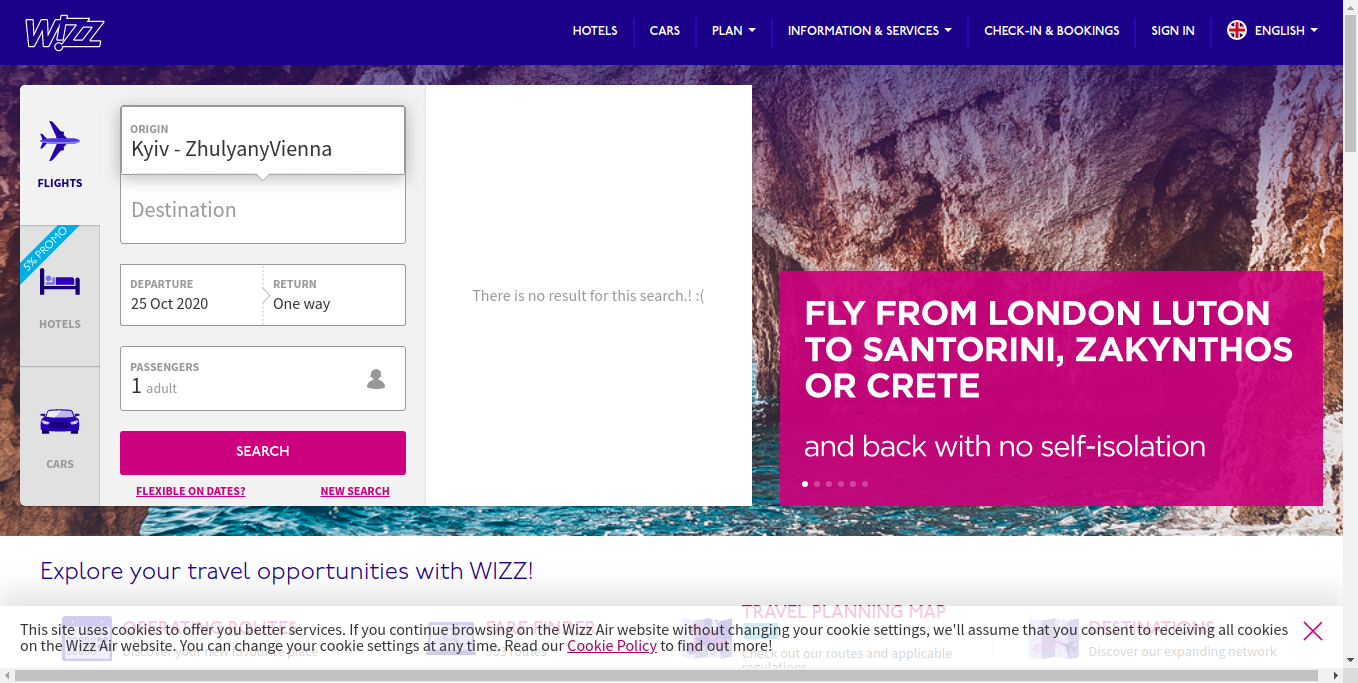 WIZZ
HOTELS
CARS
PLAN
INFORMATION & SERVICES
CHECK-IN & BOOKINGS
SIGN IN
ENGLISH
FLIGHTS
5% PROMO
HOTELS
CARS
ORIGIN
Kyiv - ZhulyanyVienna
Destination
DEPARTURE
25 Oct 2020
RETURN
One way
PASSENGERS
1 adult
SEARCH
FLEXIBLE ON DATES?
NEW SEARCH
There is no result for this search.! :(
FLY FROM LONDON LUTON
TO SANTORINI, ZAKYNTHOS
OR CRETE
and back with no self-isolation
Explore your travel opportunities with WIZZ!
OPERATING ROUTES
Discover your new favourite place
FARE FINDER
routes
TRAVEL PLANNING MAP
Check out our routes and applicable
regulations
DESTINATIONS
Discover our expanding network
This site uses cookies to offer you better services. If you continue browsing on the Wizz Air website without changing your cookie settings, we'll assume that you consent to receiving all cookies
on the Wizz Air website. You can change your cookie settings at any time. Read our Cookie Policy to find out more!